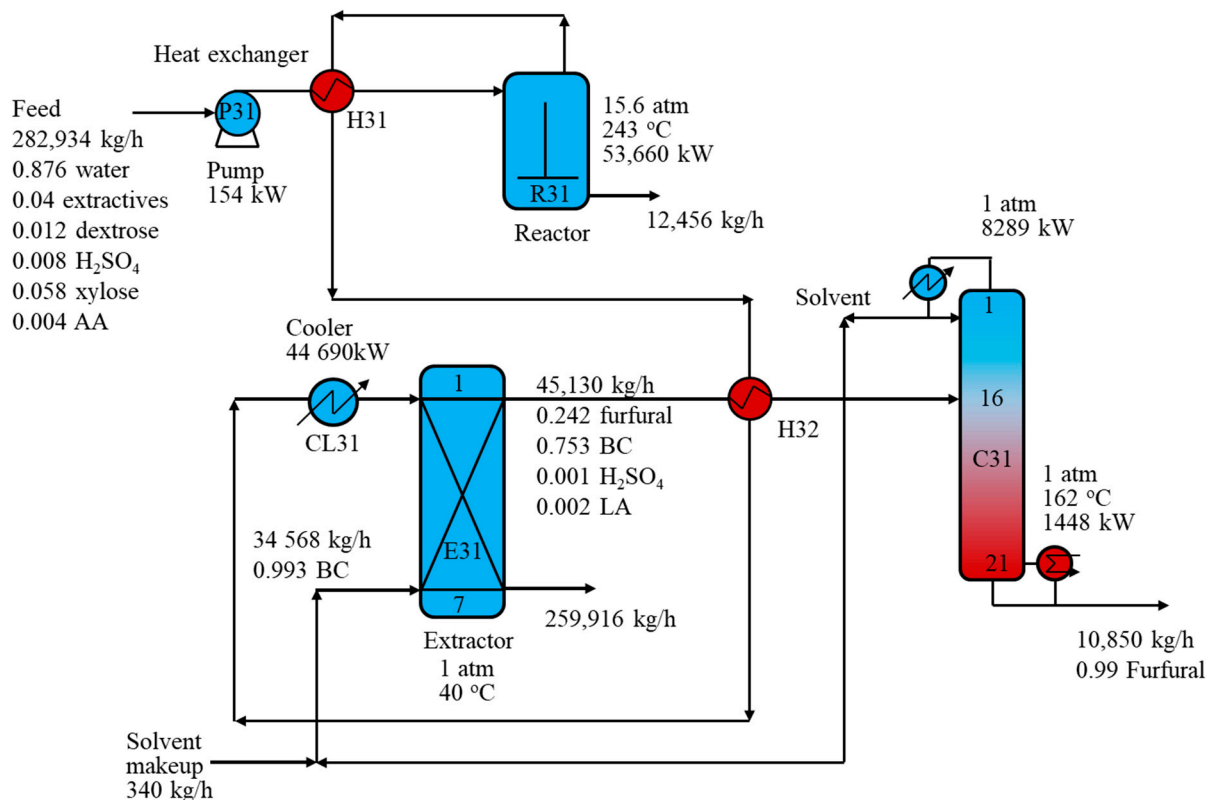 Heat exchanger
P31
H31
Feed
282,934 kg/h
0.876 water
0.04 extractives
0.012 dextrose
0.008 H₂SO₄
0.058 xylose
0.004 AA
Pump
154 kW
15.6 atm
243 °C
53,660 kW
R31
Reactor
12,456 kg/h
1 atm
8289 kW
Solvent
1
16
C31
21
1 atm
162 °C
1448 kW
10,850 kg/h
0.99 Furfural
Cooler
44 690kW
CL31
1
E31
7
45,130 kg/h
0.242 furfural
0.753 BC
0.001 H₂SO₄
0.002 LA
H32
34 568 kg/h
0.993 BC
259,916 kg/h
Extractor
1 atm
40 °C
Solvent
makeup
340 kg/h